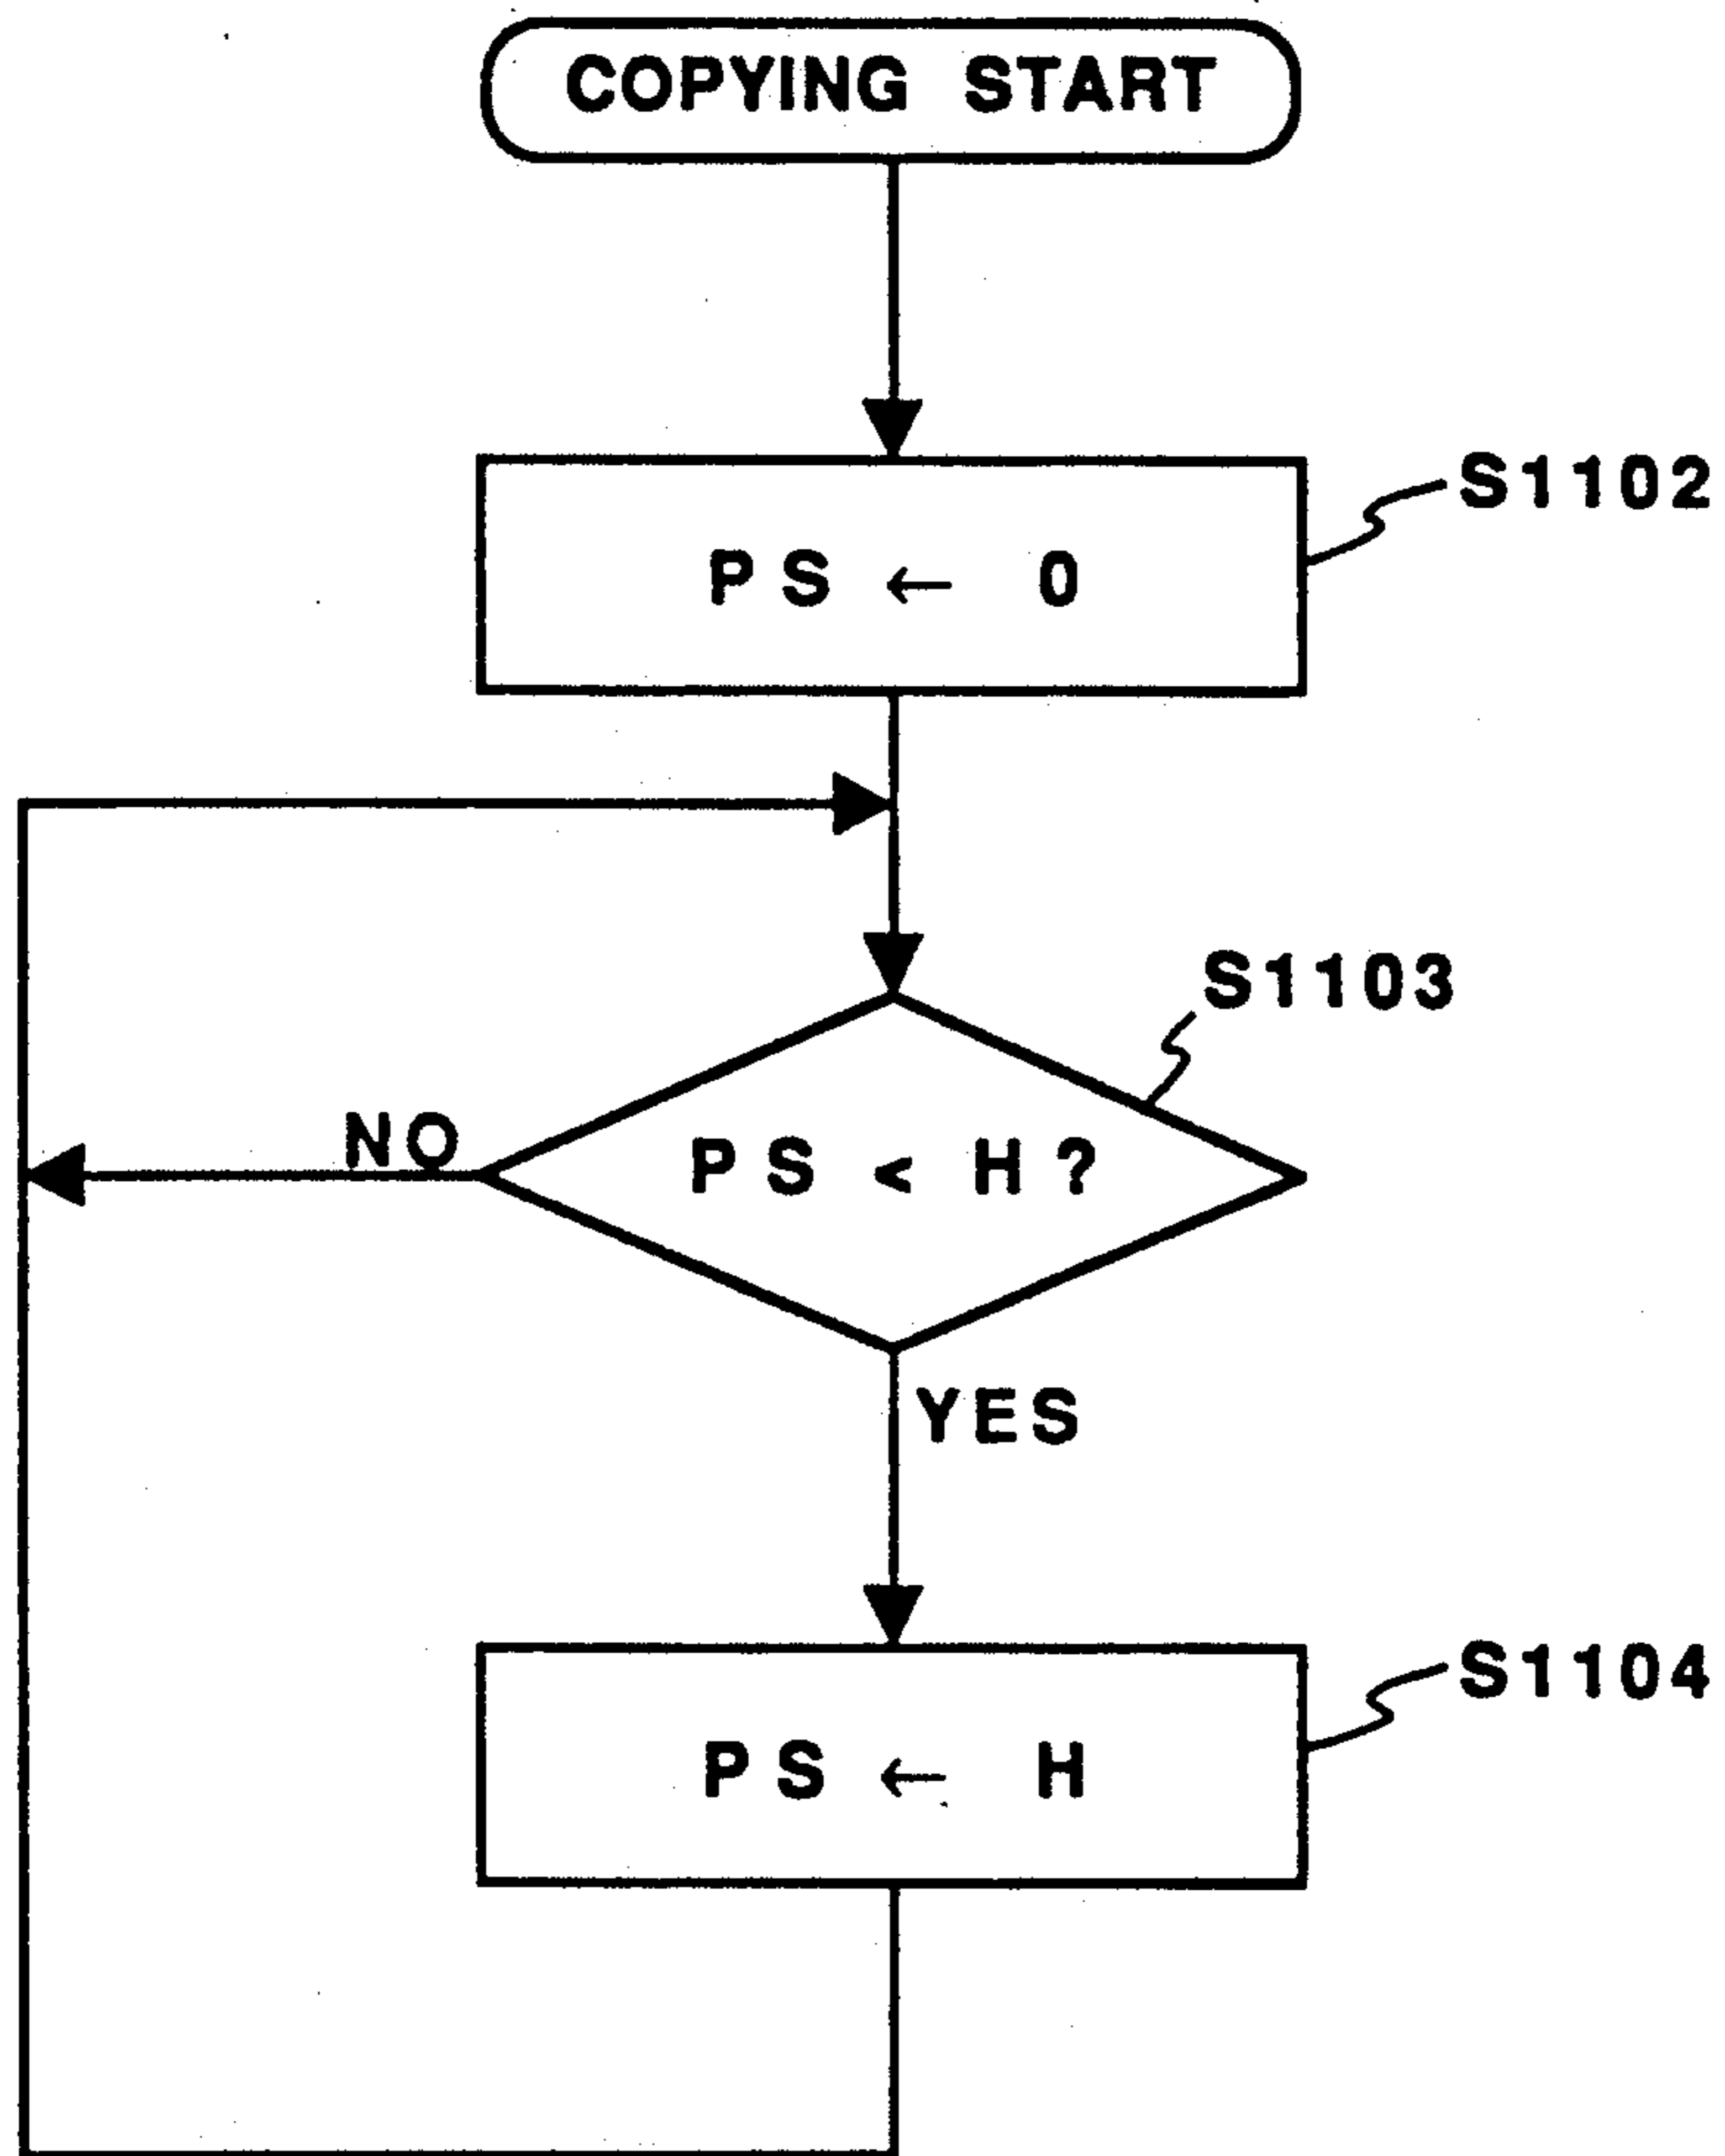 COPYING START
S1102
PS ← 0
S1103
NO
PS < H?
YES
S1104
PS ← H